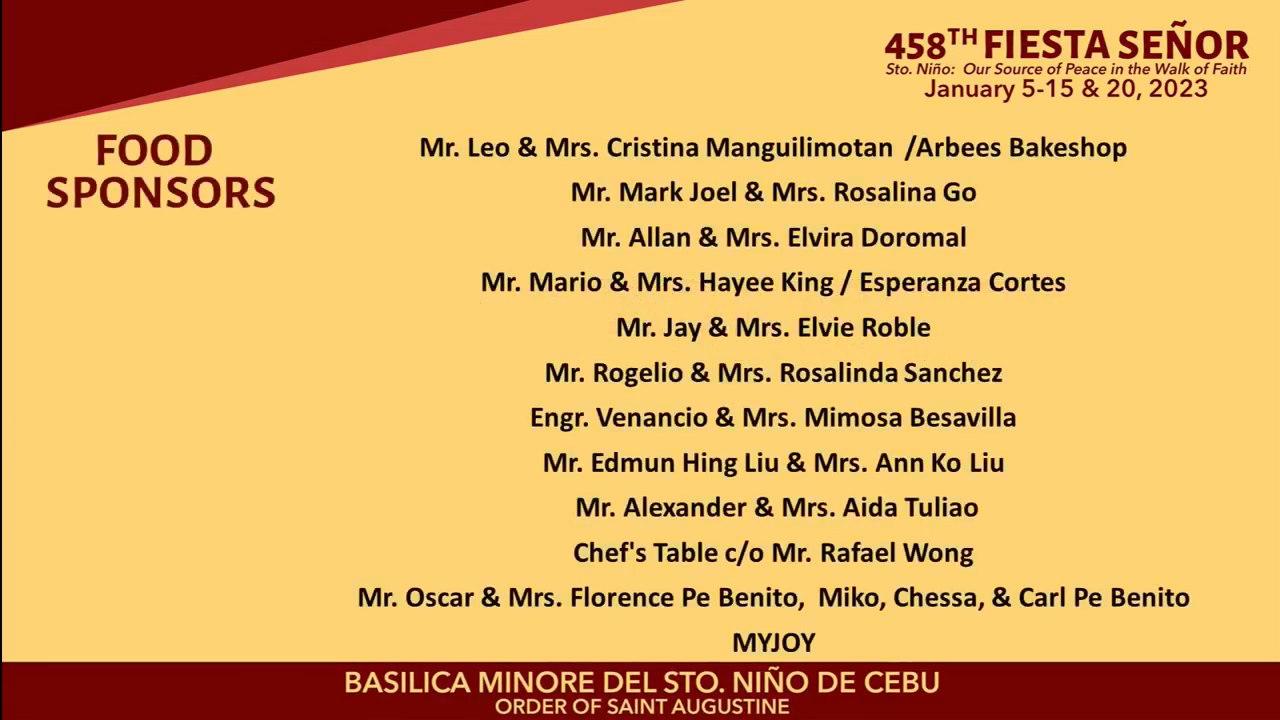 458TH FIESTA SEÑOR
Sto. Niño: Our Source of Peace in the Walk of Faith
January 5-15 & 20, 2023
FOOD
SPONSORS
Mr. Leo & Mrs. Cristina Manguilimotan /Arbees Bakeshop
Mr. Mark Joel & Mrs. Rosalina Go
Mr. Allan & Mrs. Elvira Doromal
Mr. Mario & Mrs. Hayee King / Esperanza Cortes
Mr. Jay & Mrs. Elvie Roble
Mr. Rogelio & Mrs. Rosalinda Sanchez
Engr. Venancio & Mrs. Mimosa Besavilla
Mr. Edmun Hing Liu & Mrs. Ann Ko Liu
Mr. Alexander & Mrs. Aida Tuliao
Chef's Table c/o Mr. Rafael Wong
Mr. Oscar & Mrs. Florence Pe Benito, Miko, Chessa, & Carl Pe Benito
MYJOY
BASILICA MINORE DEL STO. NIÑO DE CEBU
ORDER OF SAINT AUGUSTINE